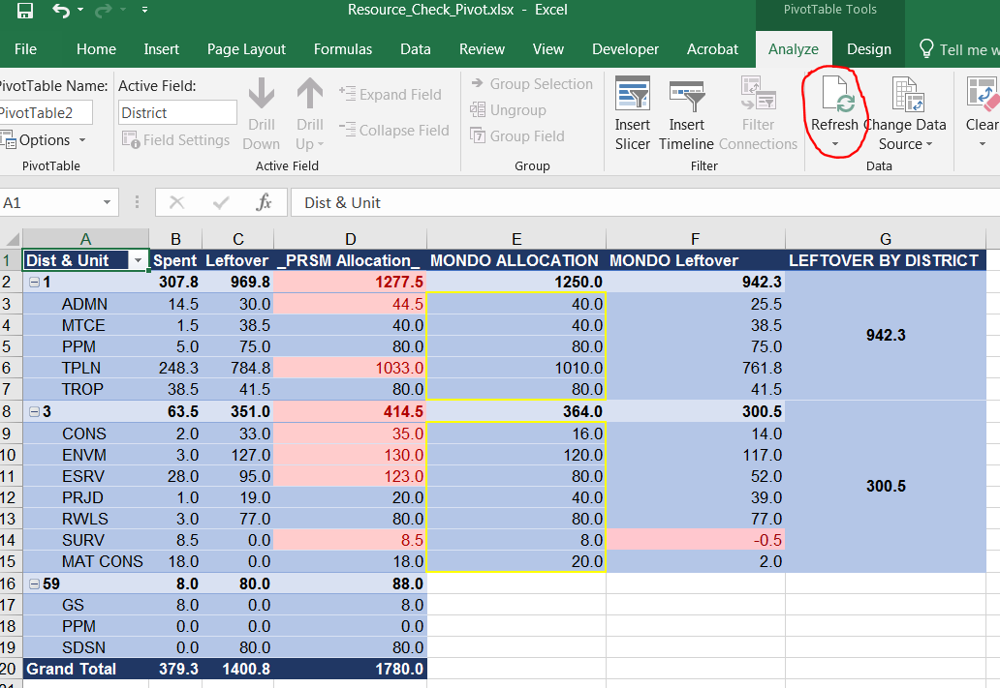 Resource_Check_Pivot.xlsx - Excel
PivotTable Tools
File Home Insert Page Layout Formulas Data Review View Developer Acrobat Analyze Design Tell me w
PivotTable Name:
PivotTable2
Options
PivotTable
Active Field:
District
Field Settings
Drill Down
Drill Up
Expand Field
Collapse Field
Active Field
Group Selection
Ungroup
Group Field
Group
Insert Slicer
Insert Timeline
Filter Connections
Filter
Refresh
Change Data Source
Data
Clear
A1 fx Dist & Unit
A B C D E F G
1 Dist & Unit Spent Leftover _PRSM Allocation_ MONDO ALLOCATION MONDO Leftover LEFTOVER BY DISTRICT
2 1 307.8 969.8 1277.5 1250.0 942.3
3 ADMN 14.5 30.0 44.5 40.0 25.5
4 MTCE 1.5 38.5 40.0 40.0 38.5
942.3
5 PPM 5.0 75.0 80.0 80.0 75.0
6 TPLN 248.3 784.8 1033.0 1010.0 761.8
7 TROP 38.5 41.5 80.0 80.0 41.5
8 3 63.5 351.0 414.5 364.0 300.5
9 CONS 2.0 33.0 35.0 16.0 14.0
10 ENVM 3.0 127.0 130.0 120.0 117.0
11 ESRV 28.0 95.0 123.0 80.0 52.0
300.5
12 PRJD 1.0 19.0 20.0 40.0 39.0
13 RWLS 3.0 77.0 80.0 80.0 77.0
14 SURV 8.5 0.0 8.5 8.0 -0.5
15 MAT CONS 18.0 0.0 18.0 20.0 2.0
16 59 8.0 80.0 88.0
17 GS 8.0 0.0 8.0
18 PPM 0.0 0.0 0.0
19 SDSN 0.0 80.0 80.0
20 Grand Total 379.3 1400.8 1780.0